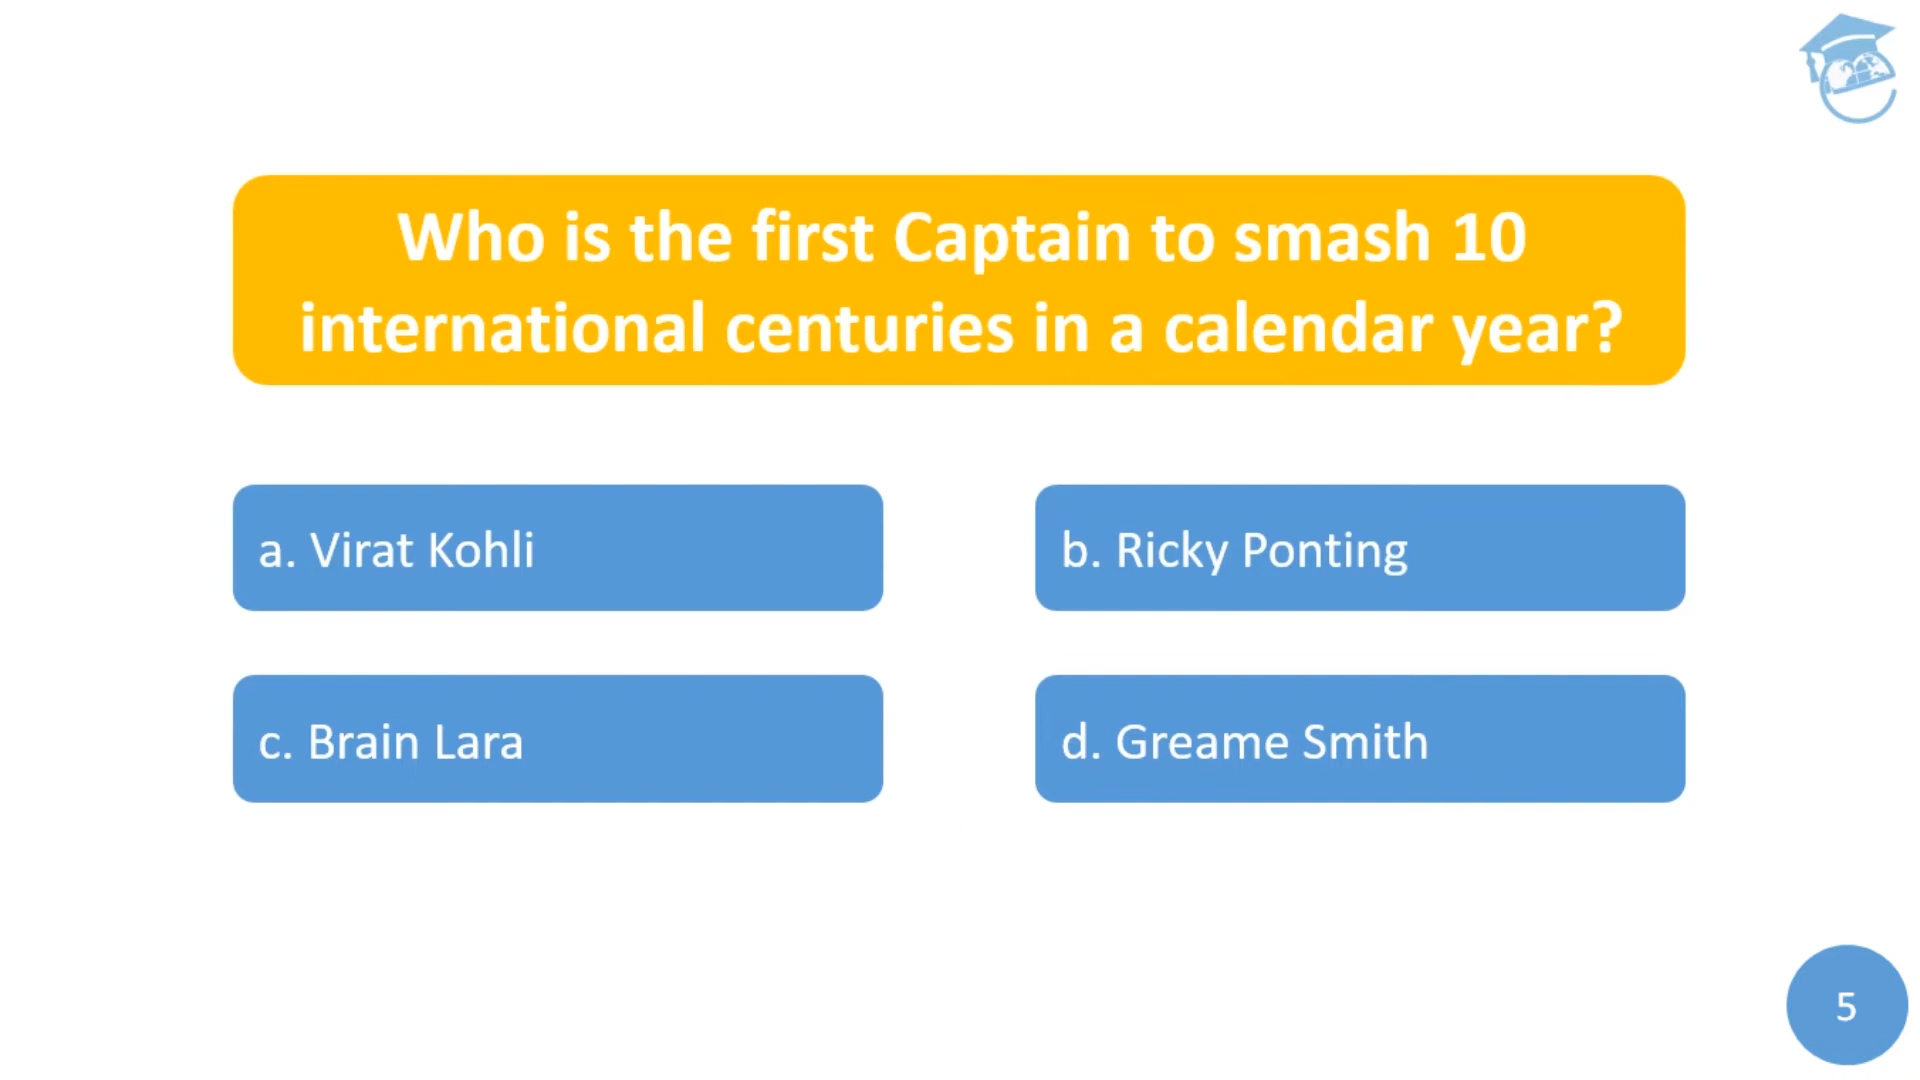 Who is the first Captain to smash 10
international centuries in a calendar year?
a. Virat Kohli
b. Ricky Ponting
c. Brain Lara
d. Greame Smith
5